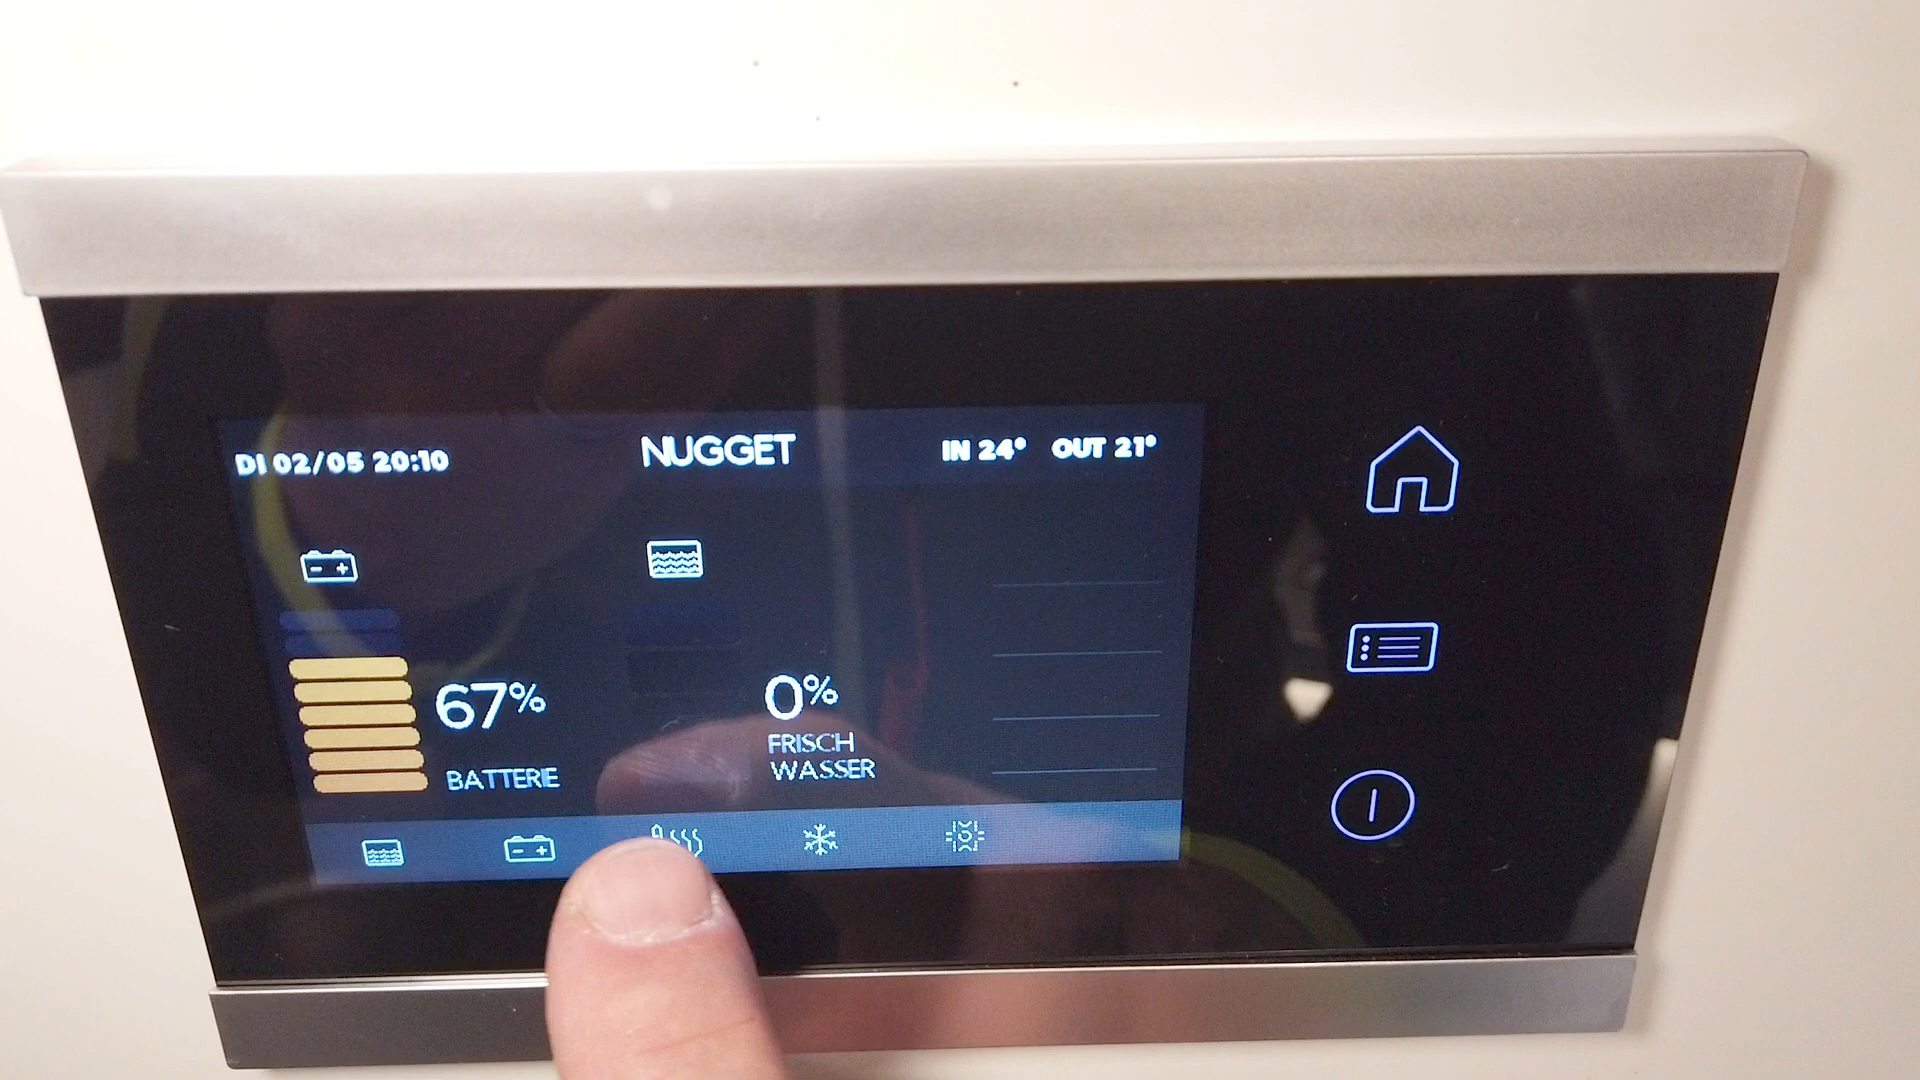 DI 02/05 20:10 NUGGET IN 24° OUT 21°
67% 0%
FRISCH
WASSER
BATTERIE